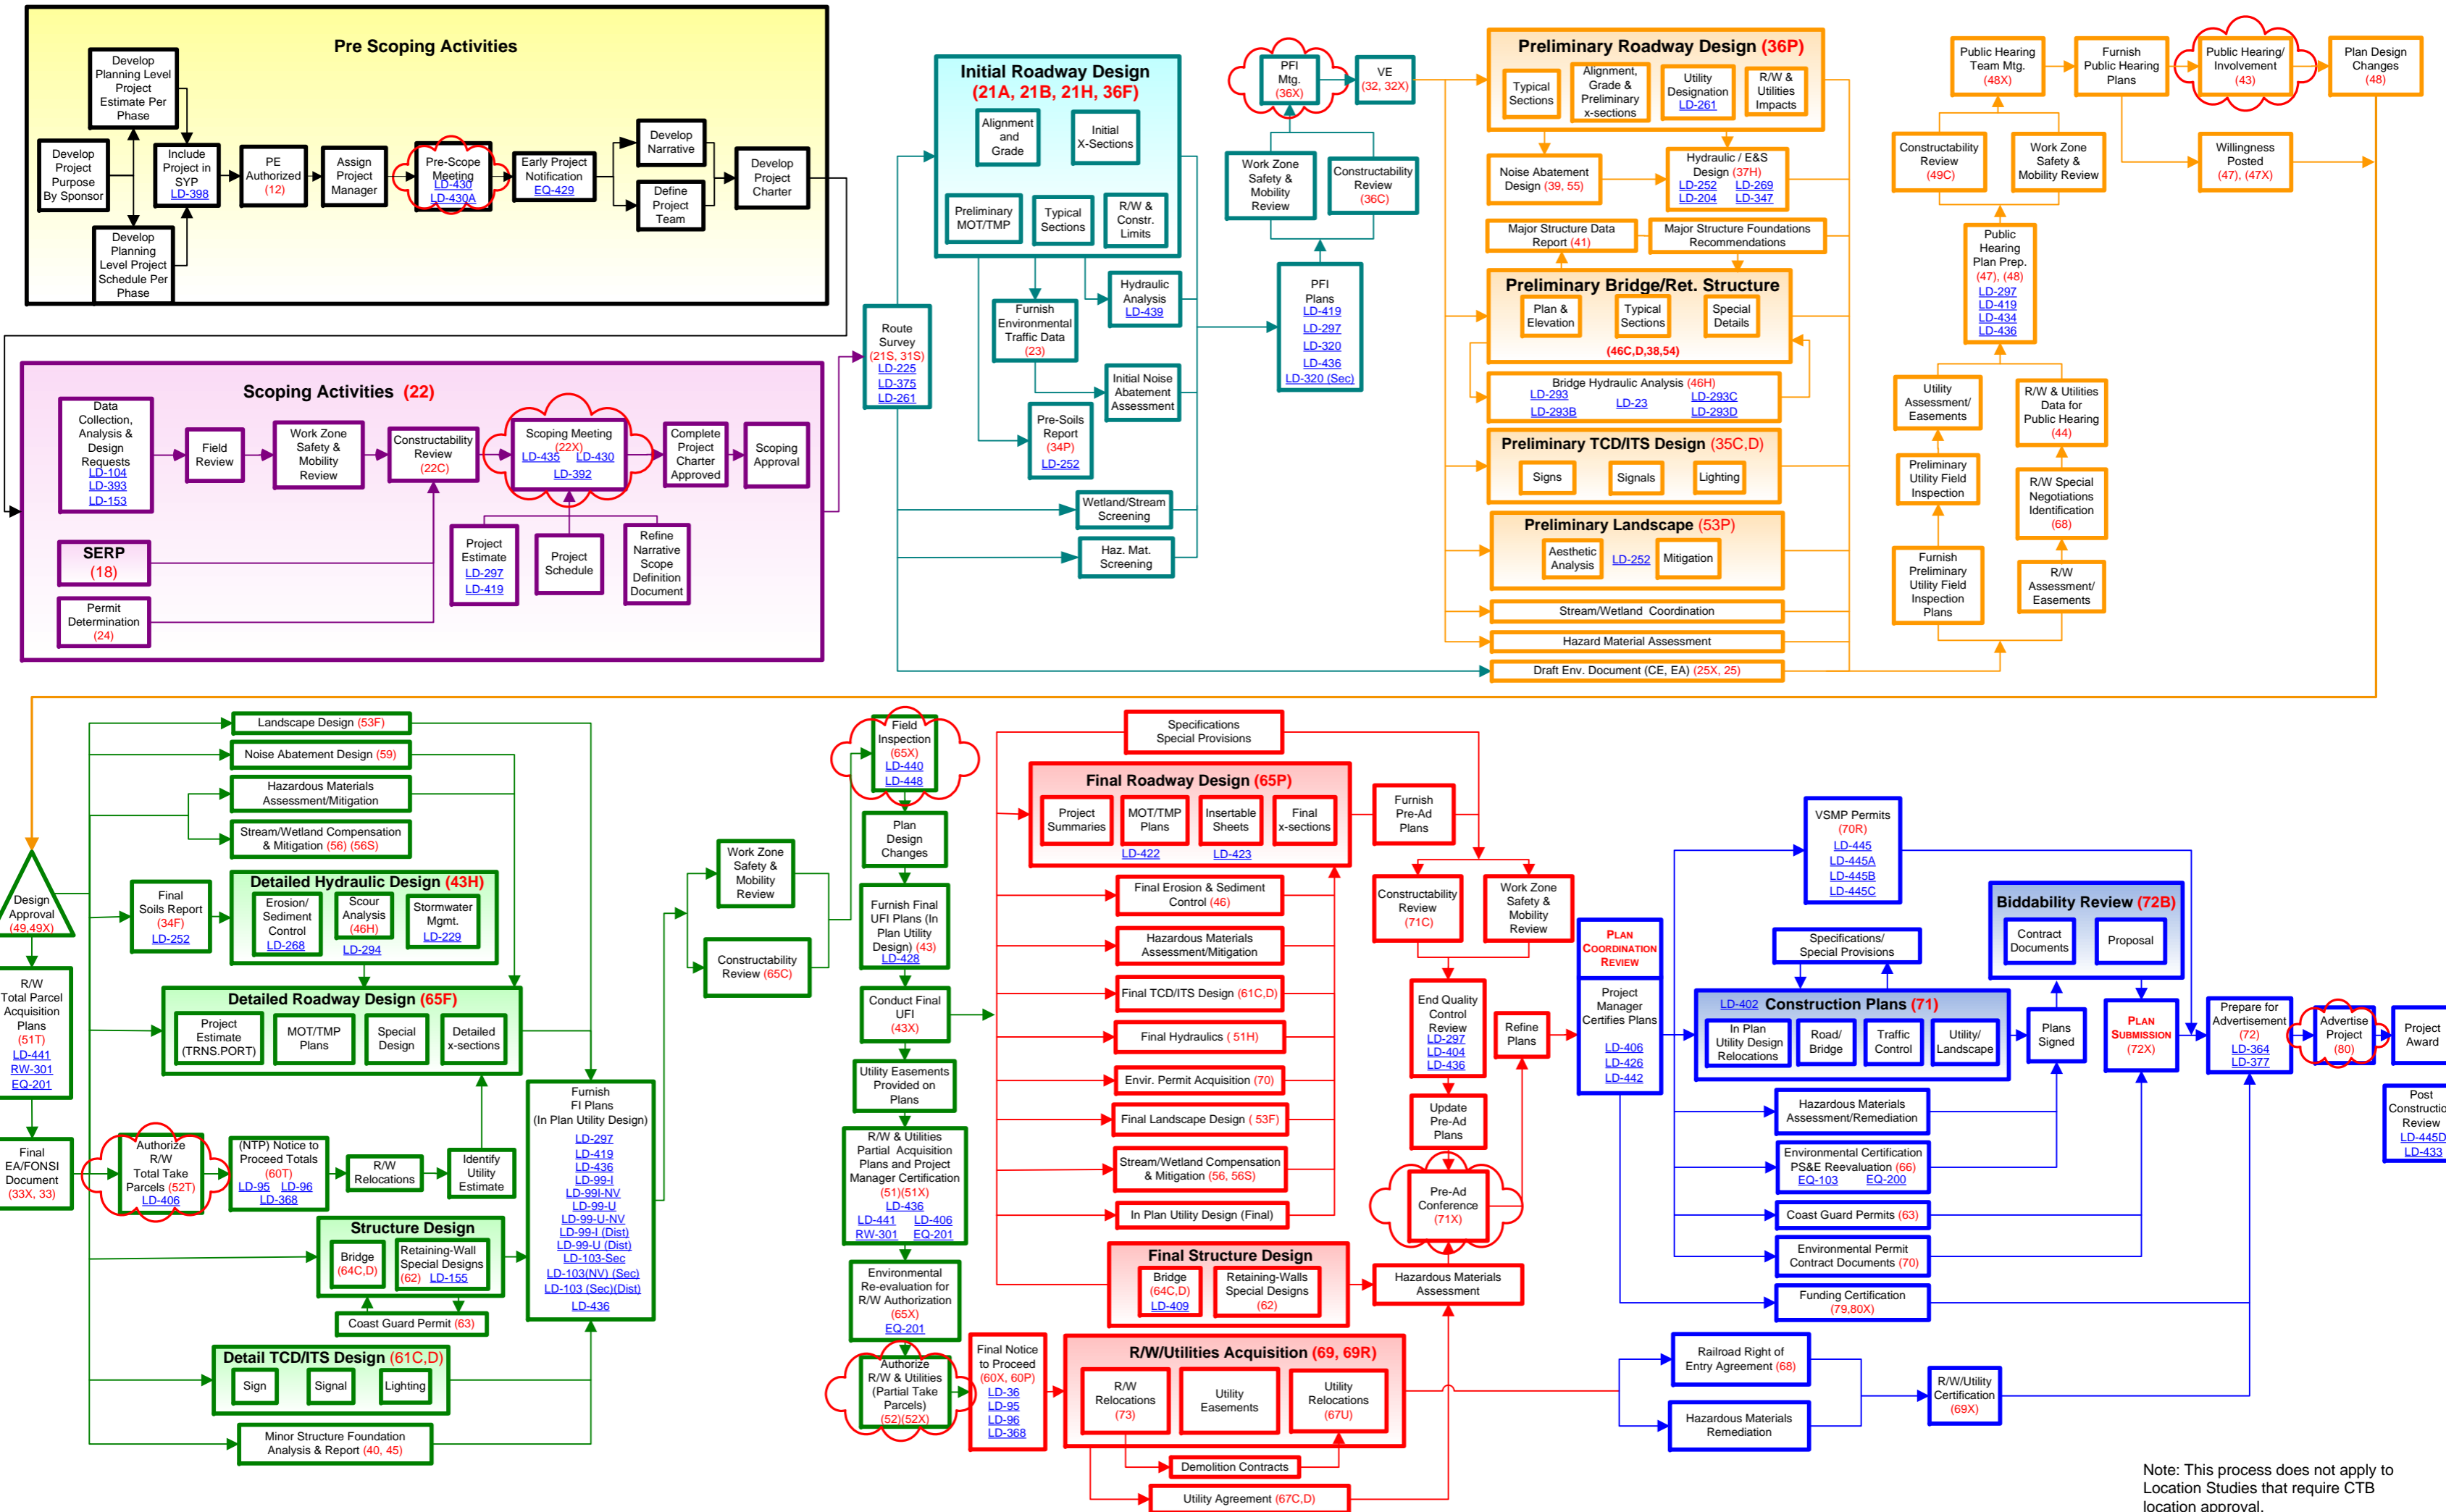 Pre Scoping Activities
Develop
Planning Level
Project
Estimate Per
Phase
Develop
Project
Purpose
By Sponsor
Include
Project in
SYP
LD-398
PE
Authorized
(12)
Assign
Project
Manager
Pre-Scope
Meeting
LD-430
LD-430A
Early Project
Notification
EQ-429
Develop
Narrative
Define
Project
Team
Develop
Project
Charter
Develop
Planning
Level Project
Schedule Per
Phase
Scoping Activities (22)
Data
Collection,
Analysis &
Design
Requests
LD-104
LD-393
LD-153
Field
Review
Work Zone
Safety &
Mobility
Review
Constructability
Review
(22C)
Scoping Meeting
(22X)
LD-435 LD-430
LD-392
Complete
Project
Charter
Approved
Scoping
Approval
SERP
(18)
Permit
Determination
(24)
Project
Estimate
LD-297
LD-419
Project
Schedule
Refine
Narrative
Scope
Definition
Document
Route
Survey
(21S, 31S)
LD-225
LD-375
LD-261
Initial Roadway Design
(21A, 21B, 21H, 36F)
Alignment
and
Grade
Initial
X-Sections
Preliminary
MOT/TMP
Typical
Sections
R/W &
Constr.
Limits
Hydraulic
Analysis
LD-439
Furnish
Environmental
Traffic Data
(23)
Initial Noise
Abatement
Assessment
Pre-Soils
Report
(34P)
LD-252
Wetland/Stream
Screening
Haz. Mat.
Screening
PFI
Mtg.
(36X)
VE
(32, 32X)
Work Zone
Safety &
Mobility
Review
Constructability
Review
(36C)
PFI
Plans
LD-419
LD-297
LD-320
LD-436
LD-320 (Sec)
Preliminary Roadway Design (36P)
Typical
Sections
Alignment,
Grade &
Preliminary
x-sections
Utility
Designation
LD-261
R/W &
Utilities
Impacts
Noise Abatement
Design (39, 55)
Hydraulic / E&S
Design
(37H)
LD-252 LD-269
LD-204 LD-347
Major Structure Data
Report (41)
Major Structure Foundations
Recommendations
Preliminary Bridge/Ret. Structure
Plan &
Elevation
Typical
Sections
Special
Details
(46C,D,38,54)
Bridge Hydraulic Analysis (46H)
LD-293 LD-23 LD-293C
LD-293B LD-293D
Preliminary TCD/ITS Design (35C,D)
Signs
Signals
Lighting
Preliminary Landscape (53P)
Aesthetic
Analysis
LD-252
Mitigation
Stream/Wetland Coordination
Hazard Material Assessment
Draft Env. Document (CE, EA) (25X, 25)
Public Hearing
Team Mtg.
(48X)
Furnish
Public Hearing
Plans
Public Hearing/
Involvement
(43)
Plan Design
Changes
(48)
Constructability
Review
(49C)
Work Zone
Safety &
Mobility Review
Willingness
Posted
(47), (47X)
Public
Hearing
Plan Prep.
(47), (48)
LD-297
LD-419
LD-434
LD-436
Utility
Assessment/
Easements
R/W & Utilities
Data for
Public Hearing
(44)
Preliminary
Utility Field
Inspection
R/W Special
Negotiations
Identification
(68)
Furnish
Preliminary
Utility Field
Inspection
Plans
R/W
Assessment/
Easements
Landscape Design (53F)
Noise Abatement Design (59)
Hazardous Materials
Assessment/Mitigation
Stream/Wetland Compensation
& Mitigation (56) (56S)
Design
Approval
(49,49X)
Final
Soils Report
(34F)
LD-252
Detailed Hydraulic Design (43H)
Erosion/
Sediment
Control
LD-268
Scour
Analysis
(46H)
LD-294
Stormwater
Mgmt.
LD-229
R/W
Total Parcel
Acquisition
Plans
(51T)
LD-441
RW-301
EQ-201
Detailed Roadway Design (65F)
Project
Estimate
(TRNS.PORT)
MOT/TMP
Plans
Special
Design
Detailed
x-sections
Final
EA/FONSI
Document
(33X, 33)
Authorize
R/W
Total Take
Parcels (52T)
LD-406
(NTP) Notice to
Proceed Totals
(60T)
LD-95 LD-96
LD-368
R/W
Relocations
Identify
Utility
Estimate
Structure Design
Bridge
(64C,D)
Retaining-Wall
Special Designs
(62) LD-155
Coast Guard Permit (63)
Detail TCD/ITS Design (61C,D)
Sign
Signal
Lighting
Minor Structure Foundation
Analysis & Report (40, 45)
Furnish
FI Plans
(In Plan Utility Design)
LD-297
LD-419
LD-436
LD-99-I
LD-99I-NV
LD-99-U
LD-99-U-NV
LD-99-I (Dist)
LD-99-U (Dist)
LD-103-Sec
LD-103(NV) (Sec)
LD-103 (Sec)(Dist)
LD-436
Work Zone
Safety &
Mobility
Review
Constructability
Review (65C)
Field
Inspection
(65X)
LD-440
LD-448
Plan
Design
Changes
Furnish Final
UFI Plans (In
Plan Utility
Design) (43)
LD-428
Conduct Final
UFI
(43X)
Utility Easements
Provided on
Plans
R/W & Utilities
Partial Acquisition
Plans and Project
Manager Certification
(51)(51X)
LD-436
LD-441 LD-406
RW-301 EQ-201
Environmental
Re-evaluation for
R/W Authorization
(65X)
EQ-201
Authorize
R/W & Utilities
(Partial Take
Parcels)
(52)(52X)
Specifications
Special Provisions
Final Roadway Design (65P)
Project
Summaries
MOT/TMP
Plans
Insertable
Sheets
Final
x-sections
LD-422 LD-423
Furnish
Pre-Ad
Plans
Final Erosion & Sediment
Control (46)
Hazardous Materials
Assessment/Mitigation
Final TCD/ITS Design (61C,D)
Final Hydraulics ( 51H)
Envir. Permit Acquisition (70)
Final Landscape Design ( 53F)
Stream/Wetland Compensation
& Mitigation (56, 56S)
In Plan Utility Design (Final)
Final Structure Design
Bridge
(64C,D)
LD-409
Retaining-Walls
Special Designs
(62)
Hazardous Materials
Assessment
Final Notice
to Proceed
(60X, 60P)
LD-36
LD-95
LD-96
LD-368
R/W/Utilities Acquisition (69, 69R)
R/W
Relocations
(73)
Utility
Easements
Utility
Relocations
(67U)
Demolition Contracts
Utility Agreement (67C,D)
Constructability
Review
(71C)
Work Zone
Safety &
Mobility
Review
End Quality
Control
Review
LD-297
LD-404
LD-436
Refine
Plans
Update
Pre-Ad
Plans
Pre-Ad
Conference
(71X)
PLAN
COORDINATION
REVIEW
Project
Manager
Certifies Plans
LD-406
LD-426
LD-442
VSMP Permits
(70R)
LD-445
LD-445A
LD-445B
LD-445C
Specifications/
Special Provisions
Biddability Review (72B)
Contract
Documents
Proposal
LD-402 Construction Plans (71)
In Plan
Utility Design
Relocations
Road/
Bridge
Traffic
Control
Utility/
Landscape
Plans
Signed
PLAN
SUBMISSION
(72X)
Prepare for
Advertisement
(72)
LD-364
LD-377
Advertise
Project
(80)
Project
Award
Post
Constructio
Review
LD-445D
LD-433
Hazardous Materials
Assessment/Remediation
Environmental Certification
PS&E Reevaluation (66)
EQ-103 EQ-200
Coast Guard Permits (63)
Environmental Permit
Contract Documents (70)
Funding Certification
(79,80X)
Railroad Right of
Entry Agreement (68)
Hazardous Materials
Remediation
R/W/Utility
Certification
(69X)
Note: This process does not apply to
Location Studies that require CTB
location approval.